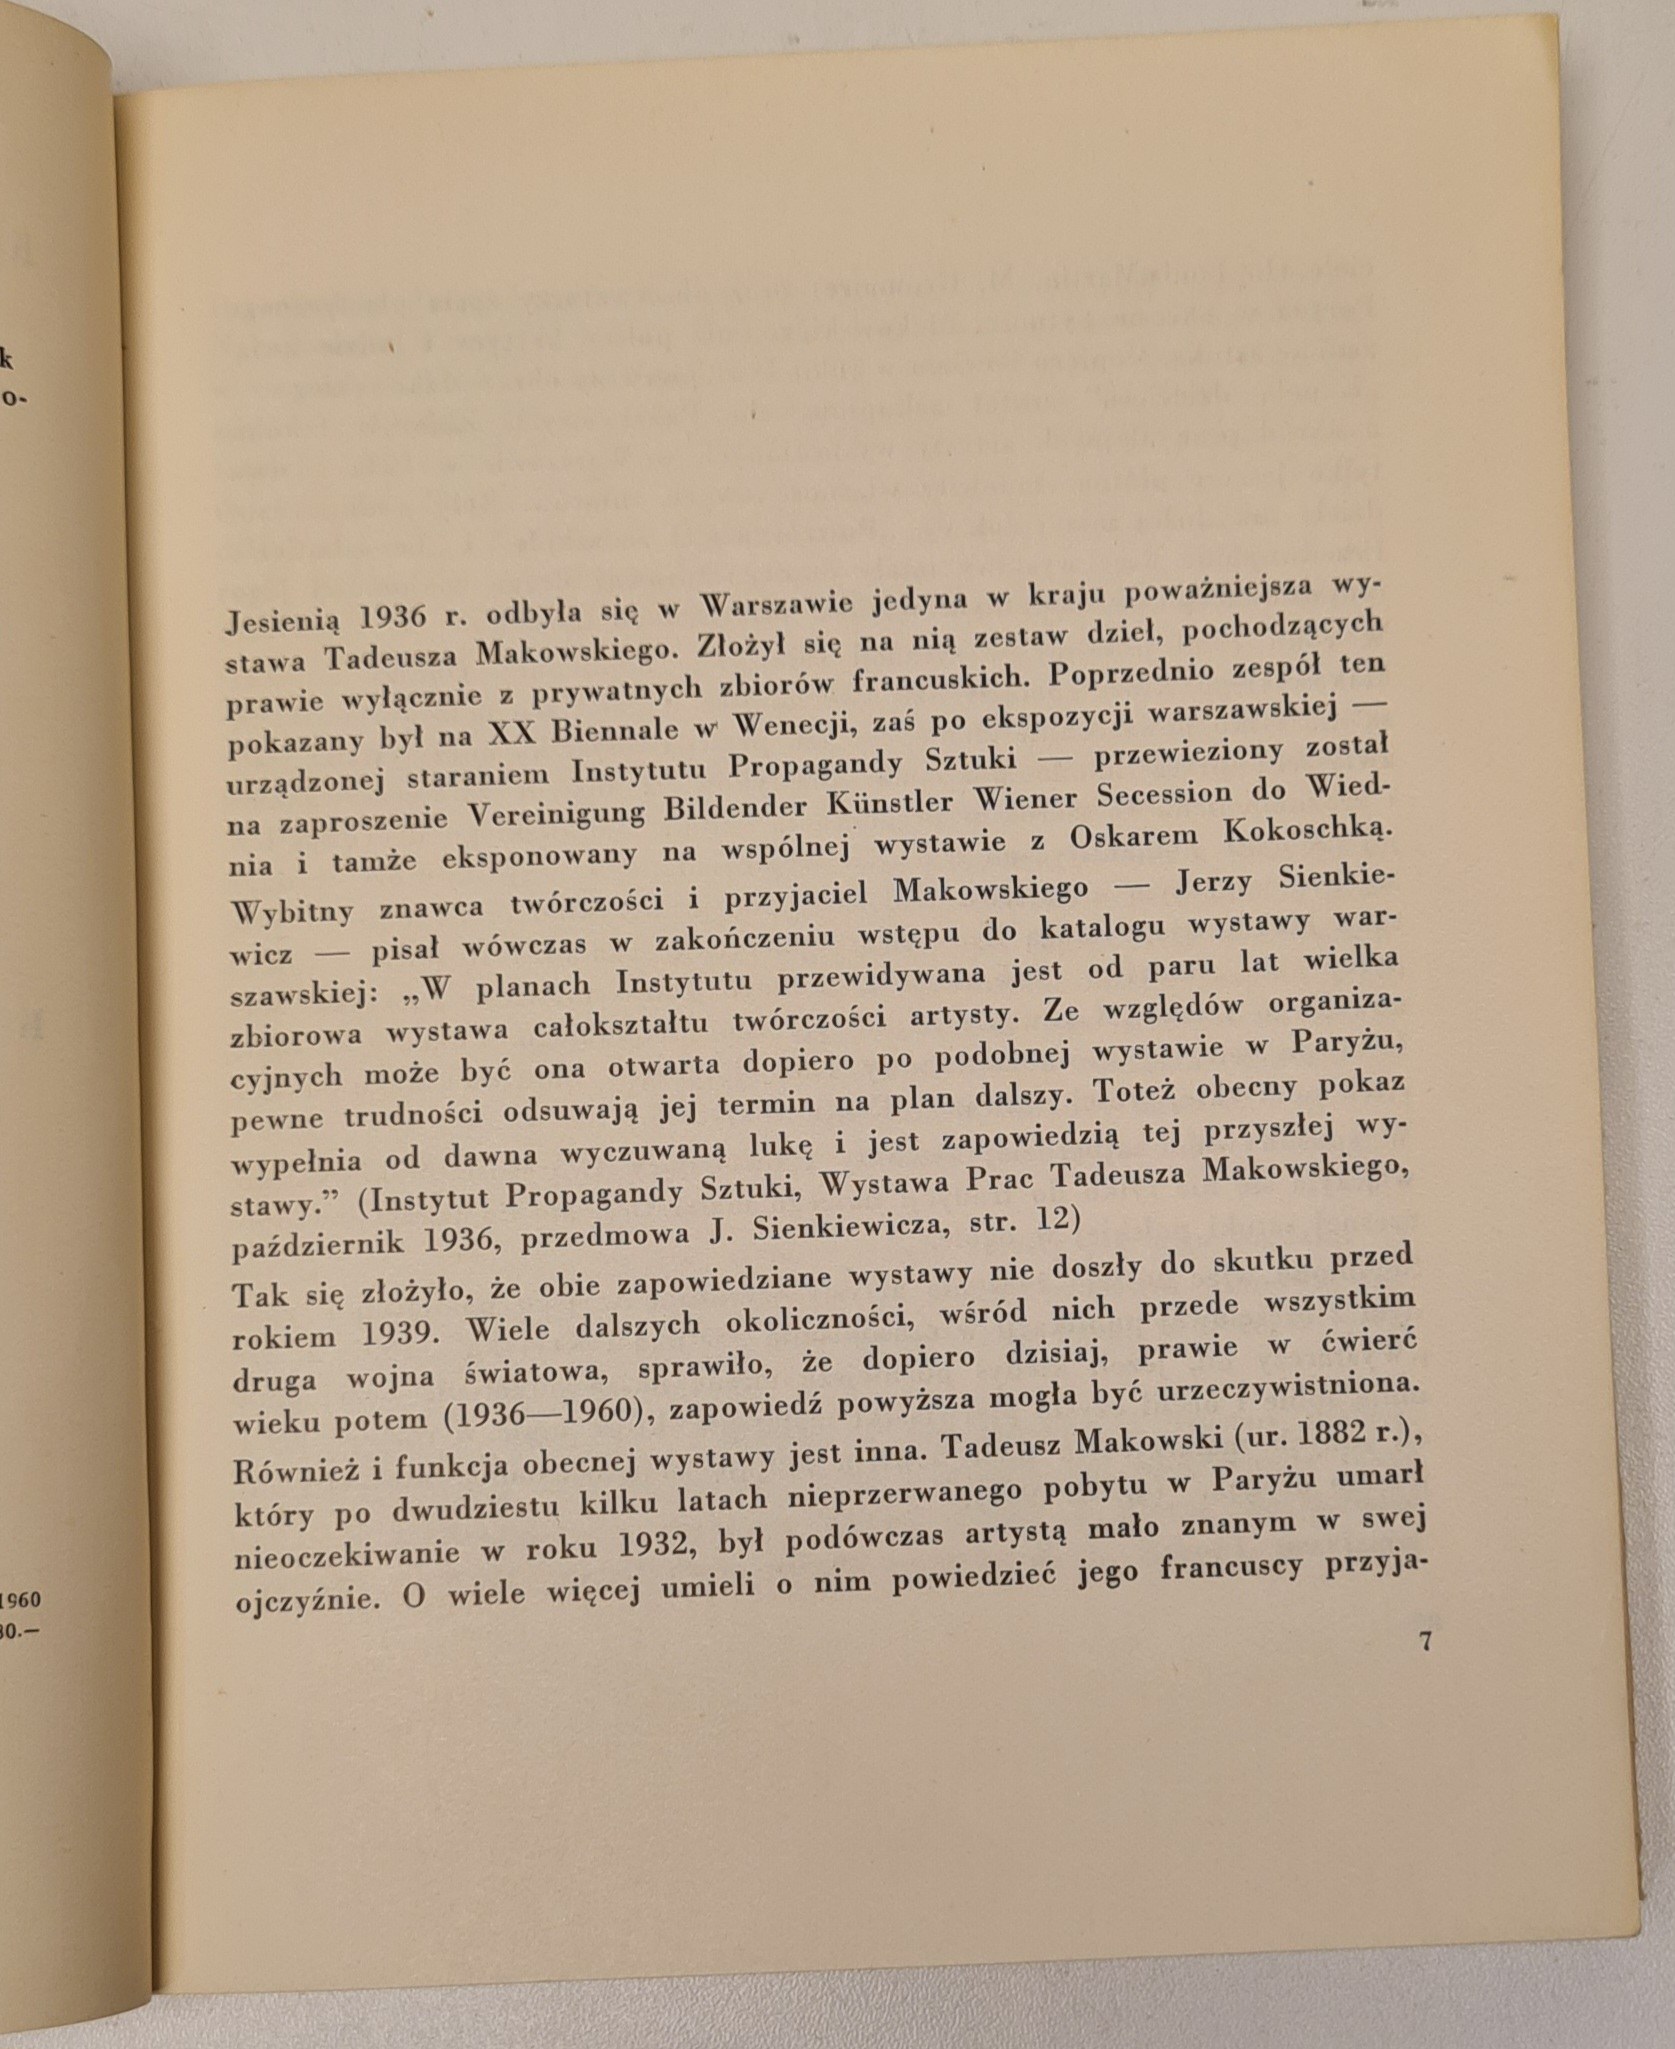 k
o-
1960
30.—
Jesienią 1936 r. odbyła się w Warszawie jedyna w kraju poważniejsza wy-
stawa Tadeusza Makowskiego. Złożył się na nią zestaw dzieł, pochodzących
prawie wyłącznie z prywatnych zbiorów francuskich. Poprzednio zespół ten
pokazany był na XX Biennale w Wenecji, zaś po ekspozycji warszawskiej —
urządzonej staraniem Instytutu Propagandy Sztuki — przewieziony został
na zaproszenie Vereinigung Bildender Künstler Wiener Secession do Wied-
nia i tamże eksponowany na wspólnej wystawie z Oskarem Kokoschką.
Wybitny znawca twórczości i przyjaciel Makowskiego — Jerzy Sienkie-
wicz — pisał wówczas w zakończeniu wstępu do katalogu wystawy war-
szawskiej: „W planach Instytutu przewidywana jest od paru lat wielka
zbiorowa wystawa całokształtu twórczości artysty. Ze względów organiza-
cyjnych może być ona otwarta dopiero po podobnej wystawie w Paryżu,
pewne trudności odsuwają jej termin na plan dalszy. Toteż obecny pokaz
wypełnia od dawna wyczuwaną lukę i jest zapowiedzią tej przyszłej wy-
stawy.” (Instytut Propagandy Sztuki, Wystawa Prac Tadeusza Makowskiego,
październik 1936, przedmowa J. Sienkiewicza, str. 12)
Tak się złożyło, że obie zapowiedziane wystawy nie doszły do skutku przed
rokiem 1939. Wiele dalszych okoliczności, wśród nich przede wszystkim
druga wojna światowa, sprawiło, że dopiero dzisiaj, prawie w ćwierć
wieku potem (1936—1960), zapowiedź powyższa mogła być urzeczywistniona.
Również i funkcja obecnej wystawy jest inna. Tadeusz Makowski (ur. 1882 r.),
który po dwudziestu kilku latach nieprzerwanego pobytu w Paryżu umarł
nieoczekiwanie w roku 1932, był podówczas artystą mało znanym w swej
ojczyźnie. O wiele więcej umieli o nim powiedzieć jego francuscy przyja-
7